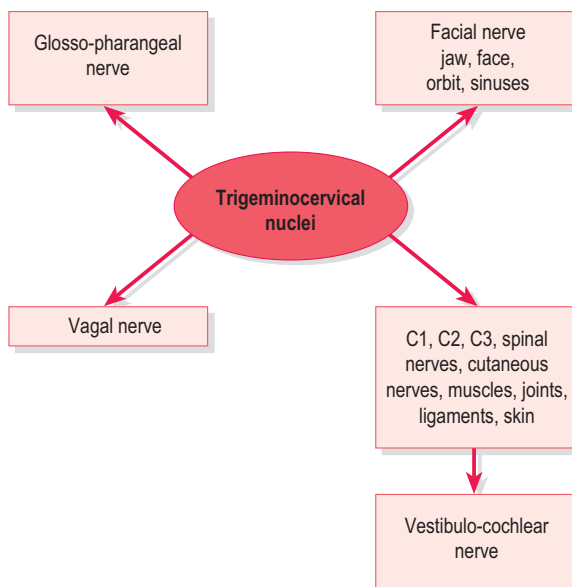 Glosso-pharangeal
nerve
Facial nerve
jaw, face,
orbit, sinuses
Trigeminocervical
nuclei
Vagal nerve
C1, C2, C3, spinal
nerves, cutaneous
nerves, muscles, joints,
ligaments, skin
Vestibulo-cochlear
nerve